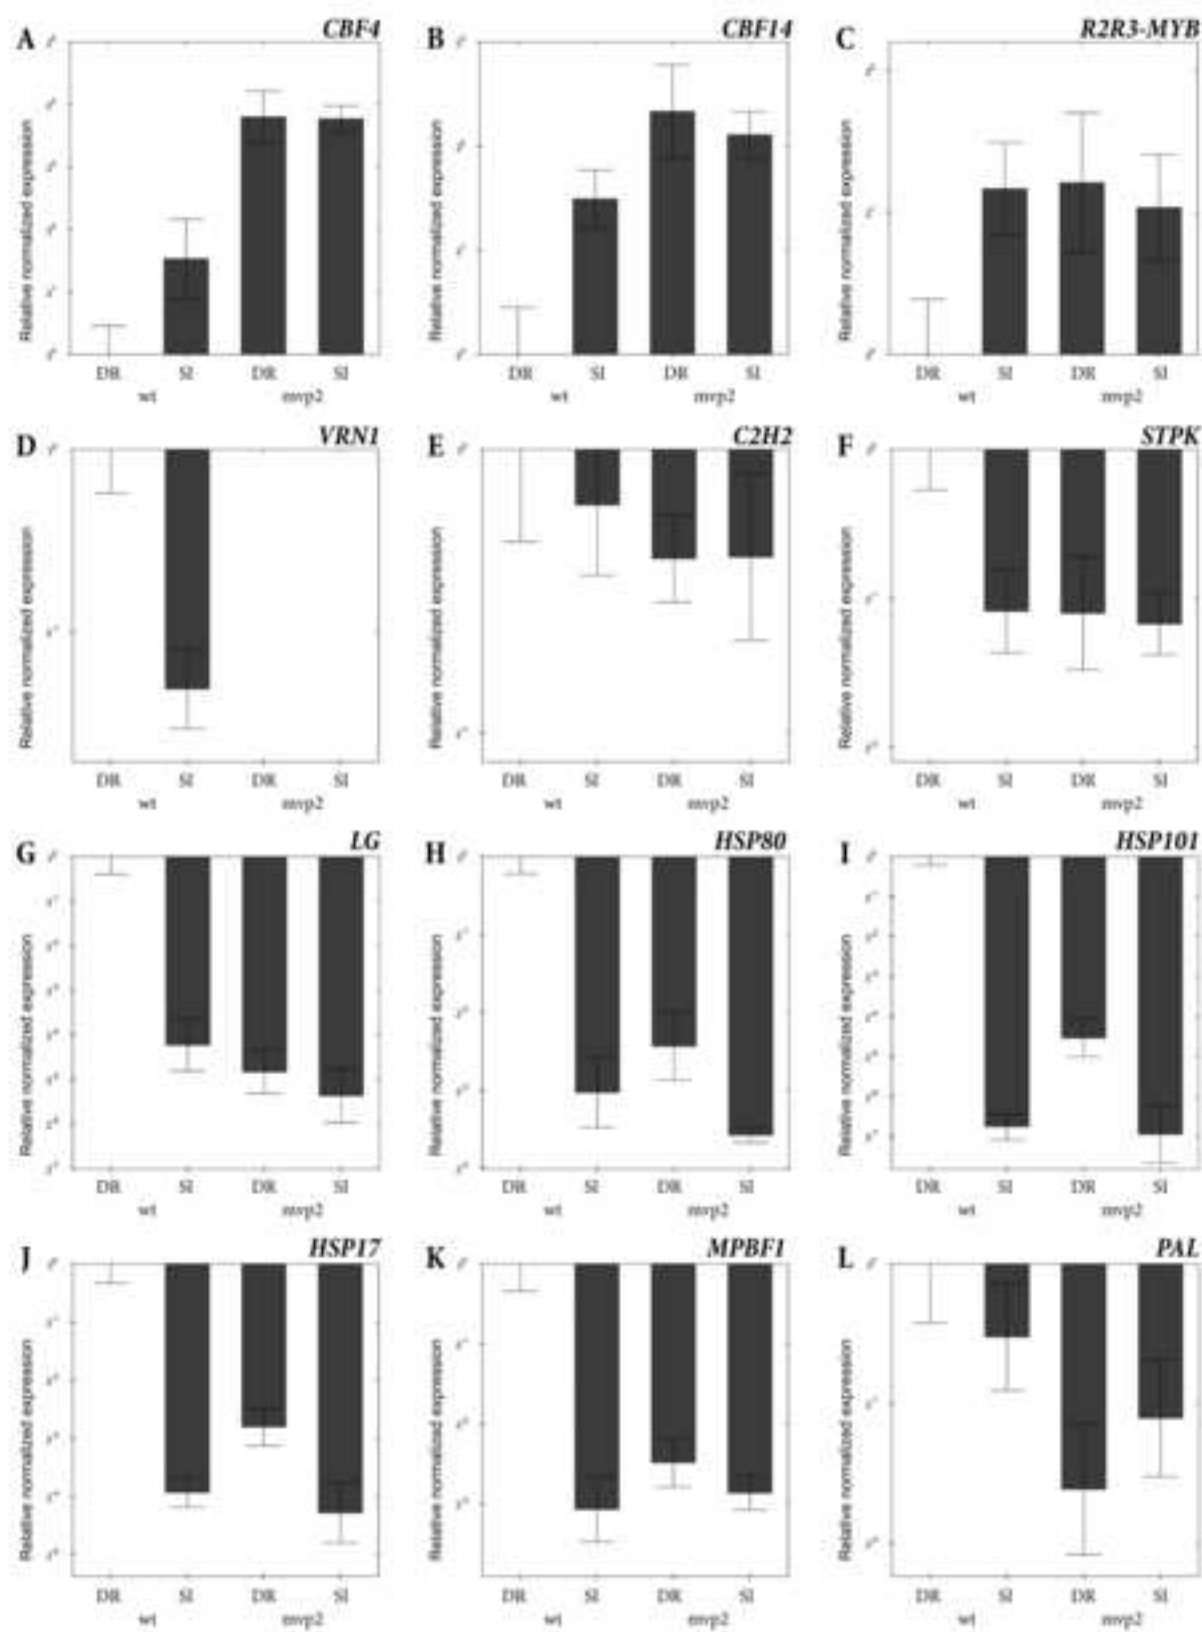 A CBF4
Relative normalized expression
DR SI DR SI
wt mvp2
B CBF14
Relative normalized expression
DR SI DR SI
wt mvp2
C R2R3-MYB
Relative normalized expression
DR SI DR SI
wt mvp2
D VRN1
Relative normalized expression
DR SI DR SI
wt mvp2
E C2H2
Relative normalized expression
DR SI DR SI
wt mvp2
F STPK
Relative normalized expression
DR SI DR SI
wt mvp2
G LG
Relative normalized expression
DR SI DR SI
wt mvp2
H HSP80
Relative normalized expression
DR SI DR SI
wt mvp2
I HSP101
Relative normalized expression
DR SI DR SI
wt mvp2
J HSP17
Relative normalized expression
DR SI DR SI
wt mvp2
K MPBF1
Relative normalized expression
DR SI DR SI
wt mvp2
L PAL
Relative normalized expression
DR SI DR SI
wt mvp2